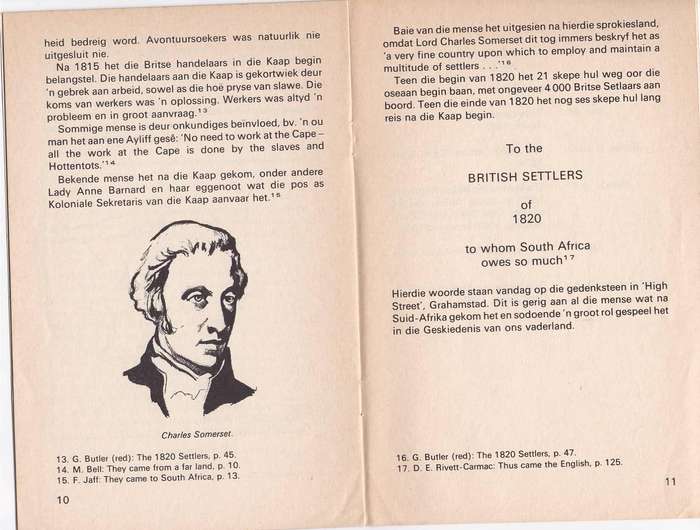 heid bedreig word. Avontuursoekers was natuurlik nie
uitgesluit nie.
Na 1815 het die Britse handelaars in die Kaap begin
belangstel. Die handelaars aan die Kaap is gekortwiek deur
'n gebrek aan arbeid, sowel as die hoë pryse van slawe. Die
koms van werkers was 'n oplossing. Werkers was altyd 'n
probleem en in groot aanvraag.13
Sommige mense is deur onkundiges beïnvloed, bv. 'n ou
man het aan ene Ayliff gesê: 'No need to work at the Cape –
all the work at the Cape is done by the slaves and
Hottentots.'14
Bekende mense het na die Kaap gekom, onder andere
Lady Anne Barnard en haar eggenoot wat die pos as
Koloniale Sekretaris van die Kaap aanvaar het.15
Charles Somerset.
13. G. Butler (red): The 1820 Settlers, p. 45.
14. M. Bell: They came from a far land, p. 10.
15. F. Jaff: They came to South Africa, p. 13.
10
Baie van die mense het uitgesien na hierdie sprokiesland,
omdat Lord Charles Somerset dit tog immers beskryf het as
'a very fine country upon which to employ and maintain a
multitude of settlers . . .'16
Teen die begin van 1820 het 21 skepe hul weg oor die
oseaan begin baan, met ongeveer 4 000 Britse Setlaars aan
boord. Teen die einde van 1820 het nog ses skepe hul lang
reis na die Kaap begin.
To the
BRITISH SETTLERS
of
1820
to whom South Africa
owes so much17
Hierdie woorde staan vandag op die gedenksteen in 'High
Street', Grahamstad. Dit is gerig aan al die mense wat na
Suid-Afrika gekom het en sodoende 'n groot rol gespeel het
in die Geskiedenis van ons vaderland.
16. G. Butler (red): The 1820 Settlers, p. 47.
17. D. E. Rivett-Carmac: Thus came the English, p. 125.
11